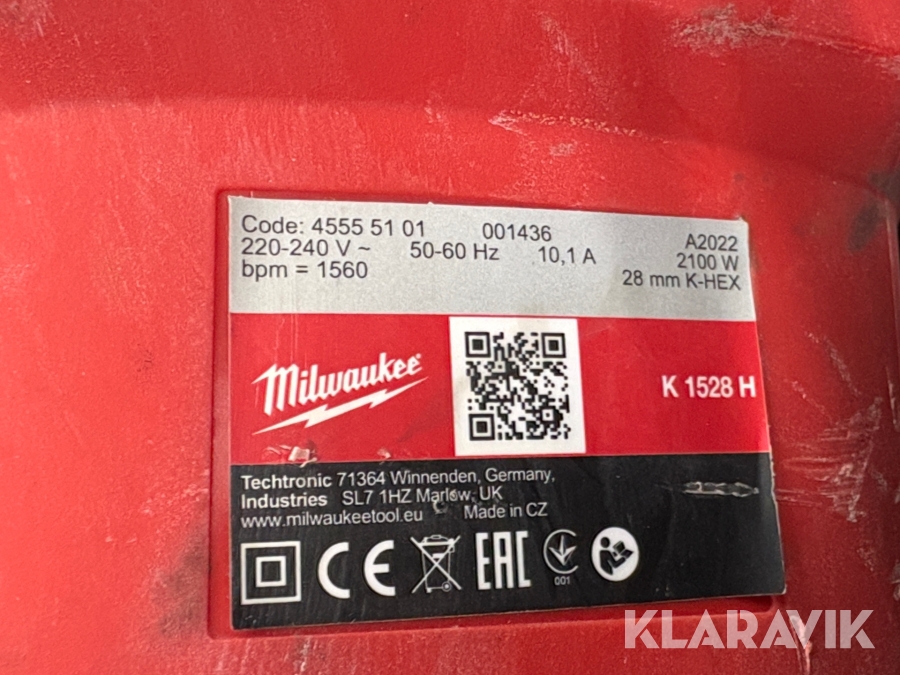 Code: 4555 51 01 001436 A2022
220-240 V ~ 50-60 Hz 10,1 A 2100 W
bpm = 1560 28 mm K-HEX
Milwaukee
K 1528 H
Techtronic 71364 Winnenden, Germany,
Industries SL7 1HZ Marlow, UK
www.milwaukeetool.eu Made in CZ
CE EAC 001
KLARAVIK